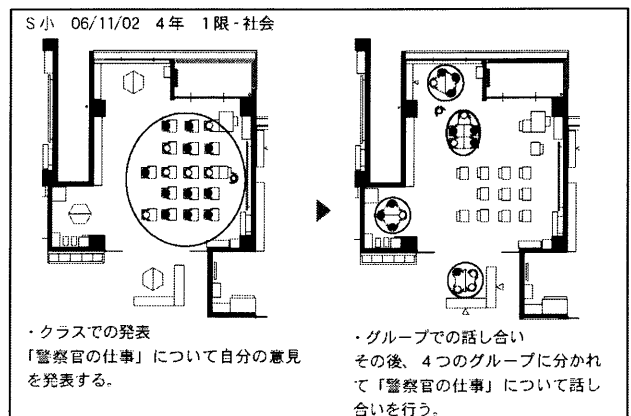 S小 06/11/02 4年 1限-社会
・クラスでの発表
「警察官の仕事」について自分の意見
を発表する。
・グループでの話し合い
その後、4つのグループに分かれ
て「警察官の仕事」について話し
合いを行う。